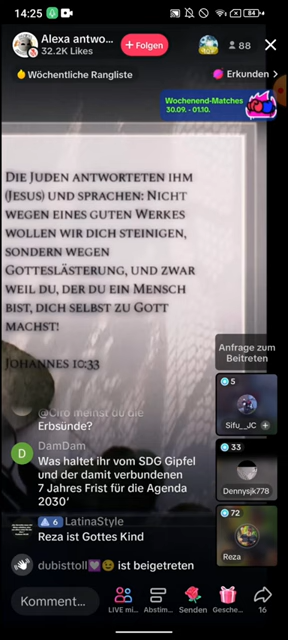 14:25
84
Alexa antwo...
32.2K Likes
+ Folgen
88
Wöchentliche Rangliste
Erkunden >
Wochenend-Matches
30.09. - 01.10.
DIE JUDEN ANTWORTETEN IHM
(JESUS) UND SPRACHEN: NICHT
WEGEN EINES GUTEN WERKES
WOLLEN WIR DICH STEINIGEN,
SONDERN WEGEN
GOTTESLÄSTERUNG, UND ZWAR
WEIL DU, DER DU EIN MENSCH
BIST, DICH SELBST ZU GOTT
MACHST!
JOHANNES 10:33
Anfrage zum
Beitreten
5
Sifu_JC
@Ciro meinst du die
Erbsünde?
D
DamDam
Was haltet ihr vom SDG Gipfel
und der damit verbundenen
7 Jahres Frist für die Agenda
2030'
33
Dennysjk778
6 LatinaStyle
Reza ist Gottes Kind
72
Reza
dubisttoll💜😉 ist beigetreten
Komment...
LIVE mi...
Abstim...
Senden
Gesche...
16